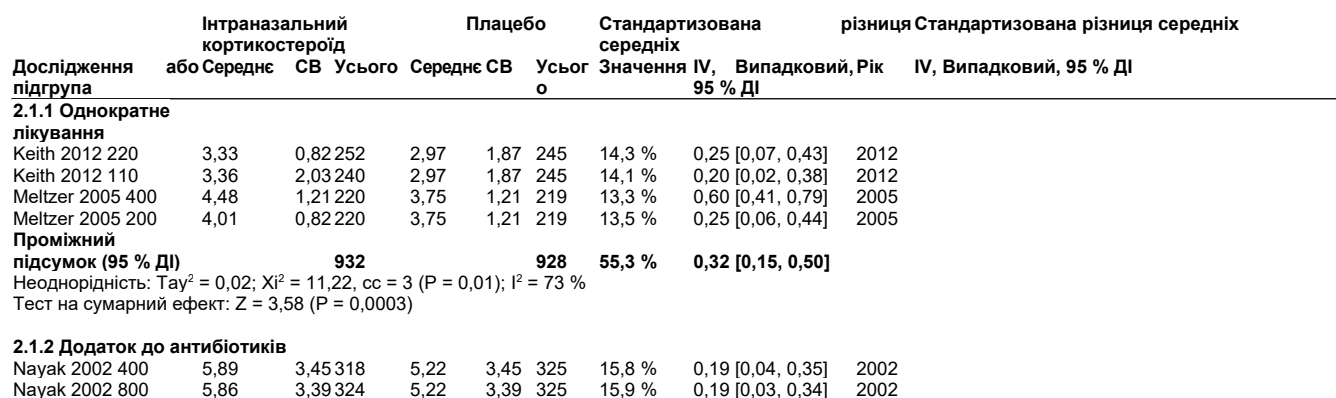 Інтраназальний Плацебо Стандартизована різниця Стандартизована різниця середніх
кортикостероїд середніх
Дослідження або Середнє СВ Усього Середнє СВ Усьог Значення IV, Випадковий, Рік IV, Випадковий, 95 % ДІ
підгрупа о 95 % ДІ
2.1.1 Однократне
лікування
Keith 2012 220 3,33 0,82 252 2,97 1,87 245 14,3 % 0,25 [0,07, 0,43] 2012
Keith 2012 110 3,36 2,03 240 2,97 1,87 245 14,1 % 0,20 [0,02, 0,38] 2012
Meltzer 2005 400 4,48 1,21 220 3,75 1,21 219 13,3 % 0,60 [0,41, 0,79] 2005
Meltzer 2005 200 4,01 0,82 220 3,75 1,21 219 13,5 % 0,25 [0,06, 0,44] 2005
Проміжний
підсумок (95 % ДІ) 932 928 55,3 % 0,32 [0,15, 0,50]
Неоднорідність: Тау² = 0,02; Хі² = 11,22, сс = 3 (P = 0,01); I² = 73 %
Тест на сумарний ефект: Z = 3,58 (P = 0,0003)
2.1.2 Додаток до антибіотиків
Nayak 2002 400 5,89 3,45 318 5,22 3,45 325 15,8 % 0,19 [0,04, 0,35] 2002
Nayak 2002 800 5,86 3,39 324 5,22 3,39 325 15,9 % 0,19 [0,03, 0,34] 2002